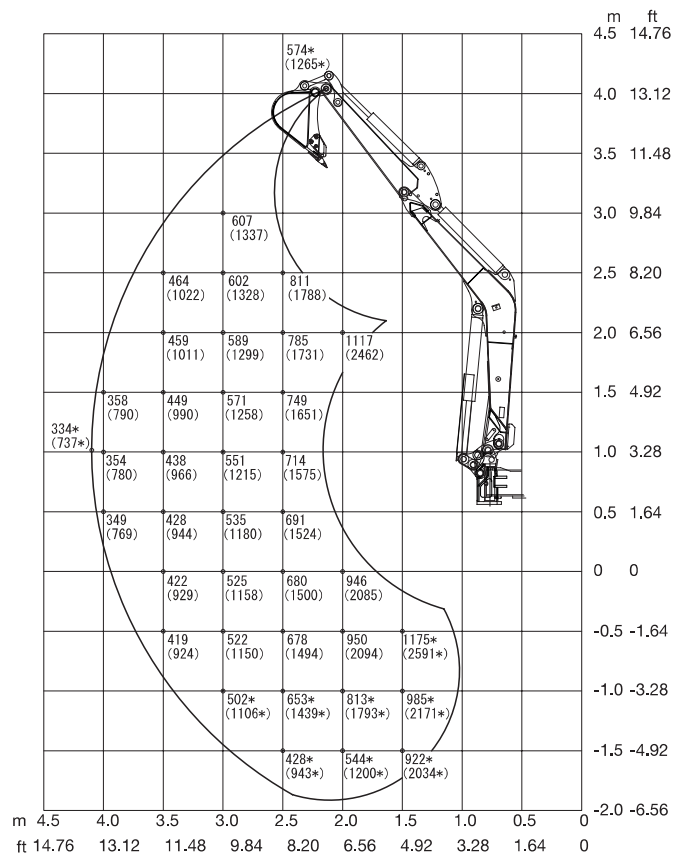 m ft
4.5 14.76
574*
(1265*)
4.0 13.12
3.5 11.48
3.0 9.84
607
(1337)
2.5 8.20
464 602 811
(1022) (1328) (1788)
2.0 6.56
459 589 785 1117
(1011) (1299) (1731) (2462)
1.5 4.92
358 449 571 749
(790) (990) (1258) (1651)
334*
(737*)
1.0 3.28
354 438 551 714
(780) (966) (1215) (1575)
0.5 1.64
349 428 535 691
(769) (944) (1180) (1524)
0 0
422 525 680 946
(929) (1158) (1500) (2085)
-0.5 -1.64
419 522 678 950 1175*
(924) (1150) (1494) (2094) (2591*)
-1.0 -3.28
502* 653* 813* 985*
(1106*) (1439*) (1793*) (2171*)
-1.5 -4.92
428* 544* 922*
(943*) (1200*) (2034*)
-2.0 -6.56
m 4.5 4.0 3.5 3.0 2.5 2.0 1.5 1.0 0.5 0
ft 14.76 13.12 11.48 9.84 8.20 6.56 4.92 3.28 1.64 0